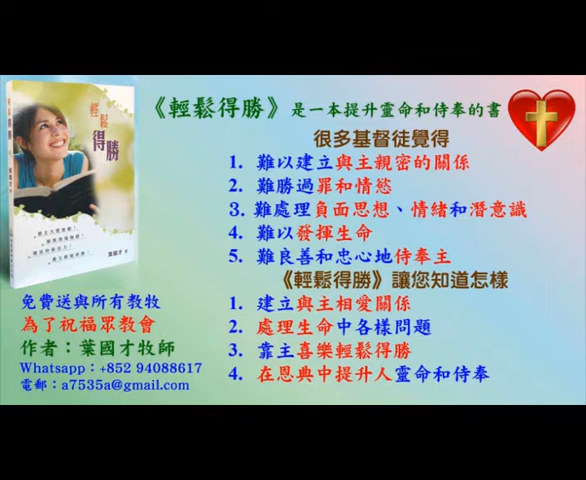 《輕鬆得勝》是一本提升靈命和侍奉的書
很多基督徒覺得
1. 難以建立與主親密的關係
2. 難勝過罪和情慾
3. 難處理負面思想、情緒和潛意識
4. 難以發揮生命
5. 難良善和忠心地侍奉主
《輕鬆得勝》讓您知道怎樣
1. 建立與主相愛關係
2. 處理生命中各樣問題
3. 靠主喜樂輕鬆得勝
4. 在恩典中提升人靈命和侍奉
輕鬆
得勝
輕鬆得勝
葉國才 著
免費送與所有教牧
為了祝福眾教會
作者：葉國才牧師
Whatsapp：+852 94088617
電郵：a7535a@gmail.com